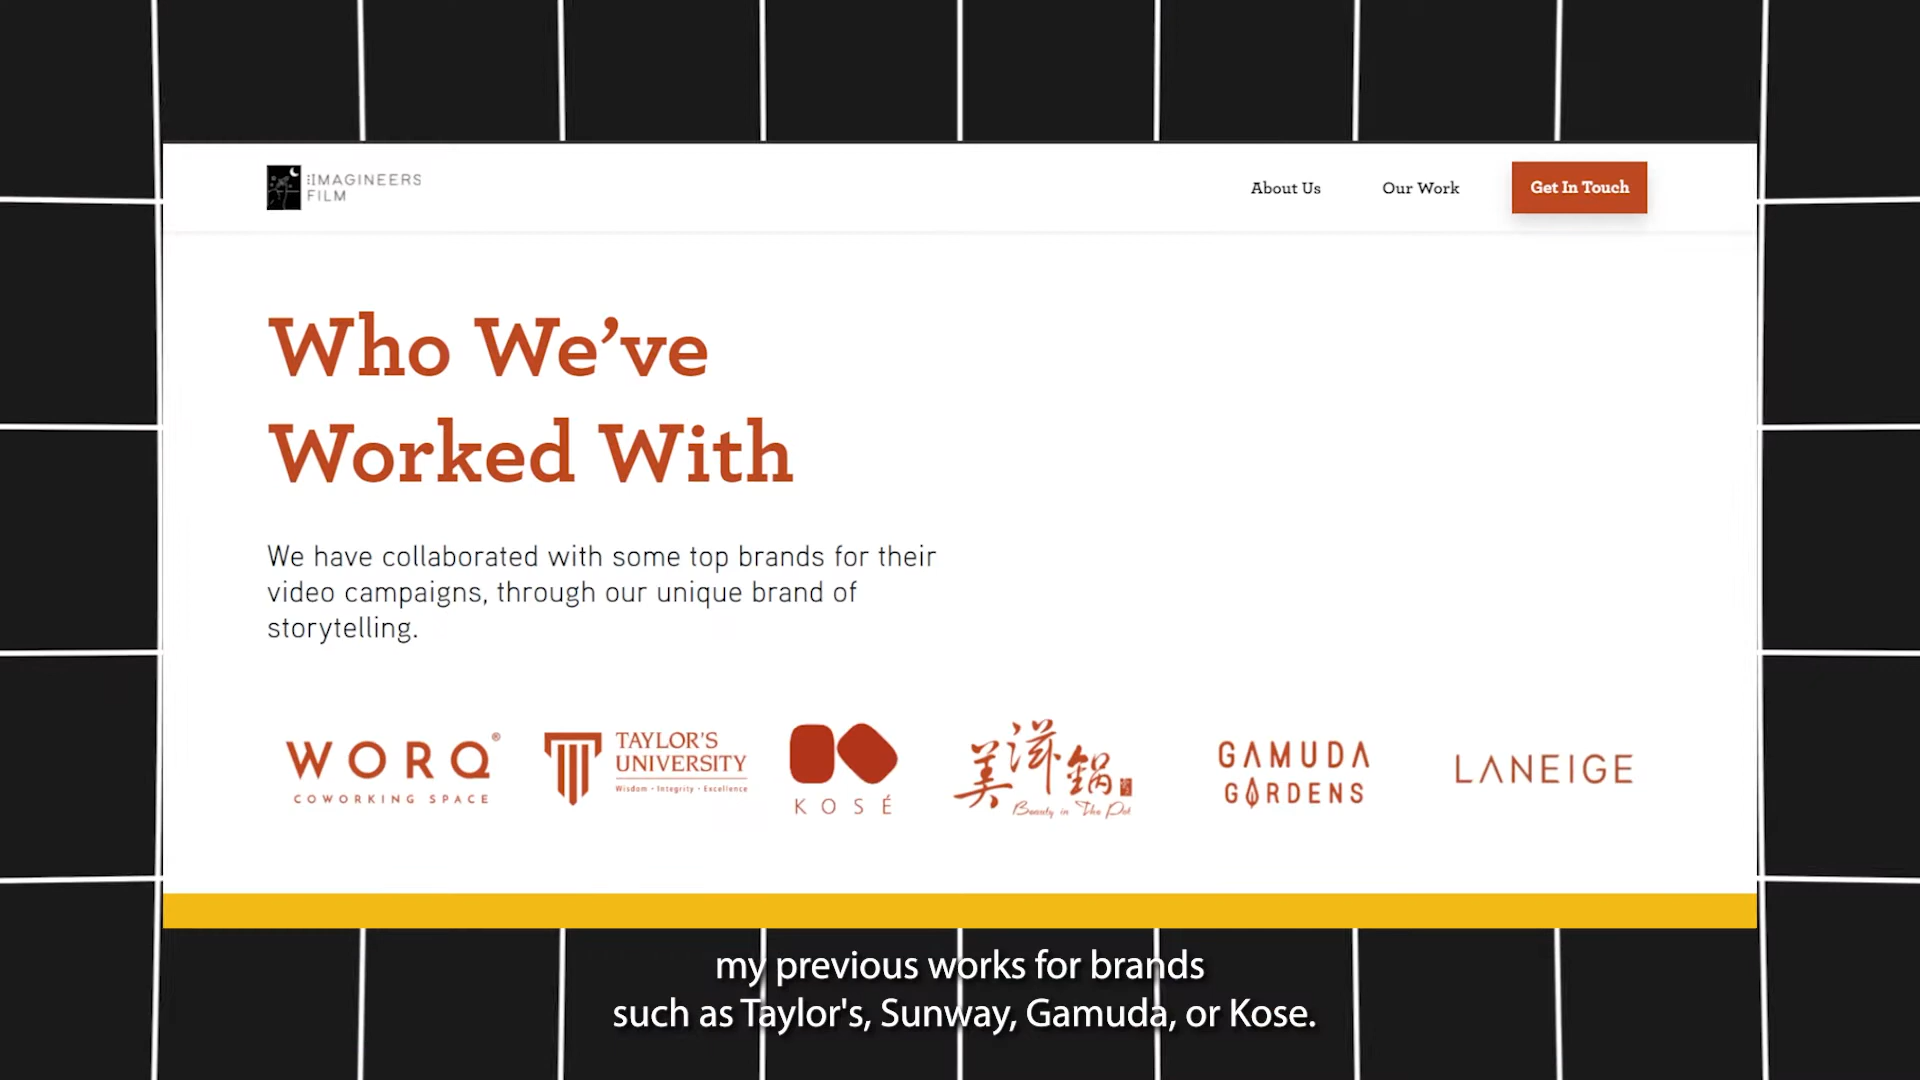 IMAGINEERS
FILM
About Us
Our Work
Get In Touch
Who We’ve
Worked With
We have collaborated with some top brands for their
video campaigns, through our unique brand of
storytelling.
WORQ®
COWORKING SPACE
TAYLOR'S
UNIVERSITY
Wisdom • Integrity • Excellence
KOSÉ
美滋锅
Beauty in The Pot
GAMUDA
GARDENS
LANEIGE
my previous works for brands
such as Taylor's, Sunway, Gamuda, or Kose.